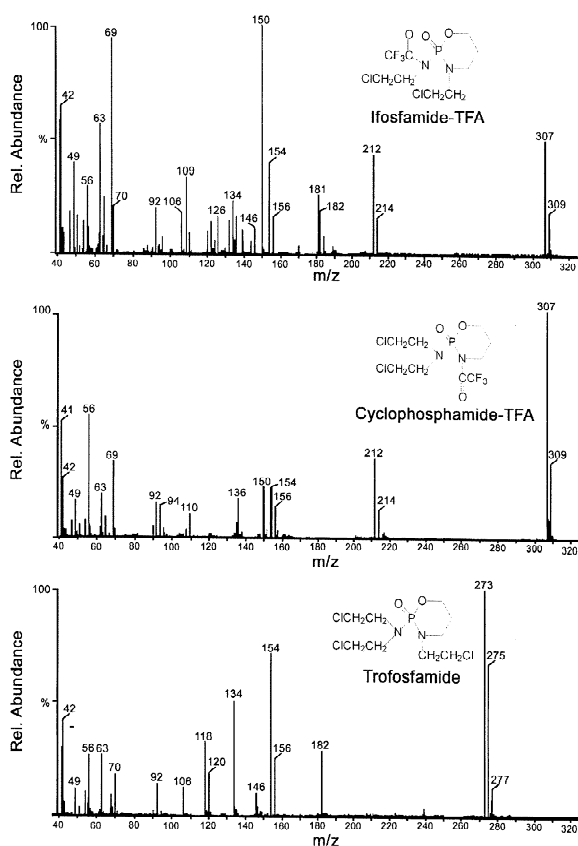 100
Rel. Abundance
%
42
49
56
63
69
70
92
106
109
126
134
146
150
154
156
181
182
212
214
307
309
O
CF₃C
N
O
P
O
N
ClCH₂CH₂
ClCH₂CH₂
Ifosfamide-TFA
40 60 80 100 120 140 160 180 200 220 240 260 280 300 320
m/z
100
Rel. Abundance
%
41
42
49
56
63
69
92
94
110
136
150
154
156
212
214
307
309
O
P
O
ClCH₂CH₂
N
N
ClCH₂CH₂
C-CF₃
O
Cyclophosphamide-TFA
40 60 80 100 120 140 160 180 200 220 240 260 280 300 320
m/z
100
Rel. Abundance
%
42
49
56
63
70
92
106
118
120
134
146
154
156
182
273
275
277
O
P
O
ClCH₂CH₂
N
N
ClCH₂CH₂
CH₂CH₂Cl
Trofosfamide
40 60 80 100 120 140 160 180 200 220 240 260 280 300 320
m/z